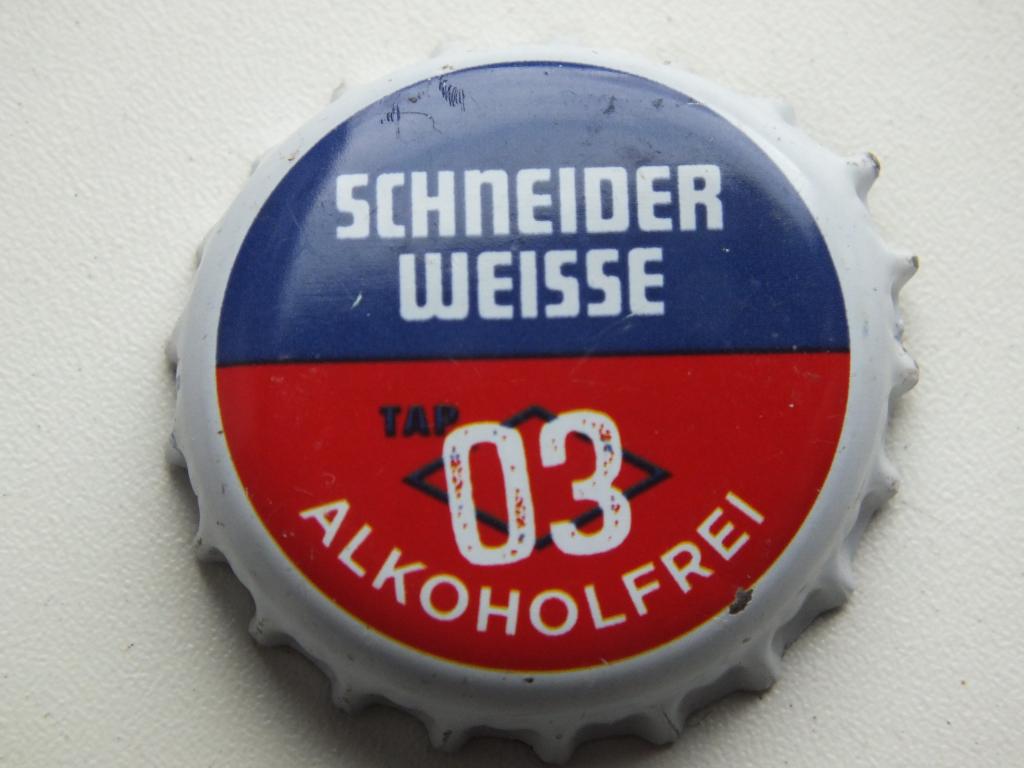 SCHNEIDER
WEISSE
TAP 03
ALKOHOLFREI